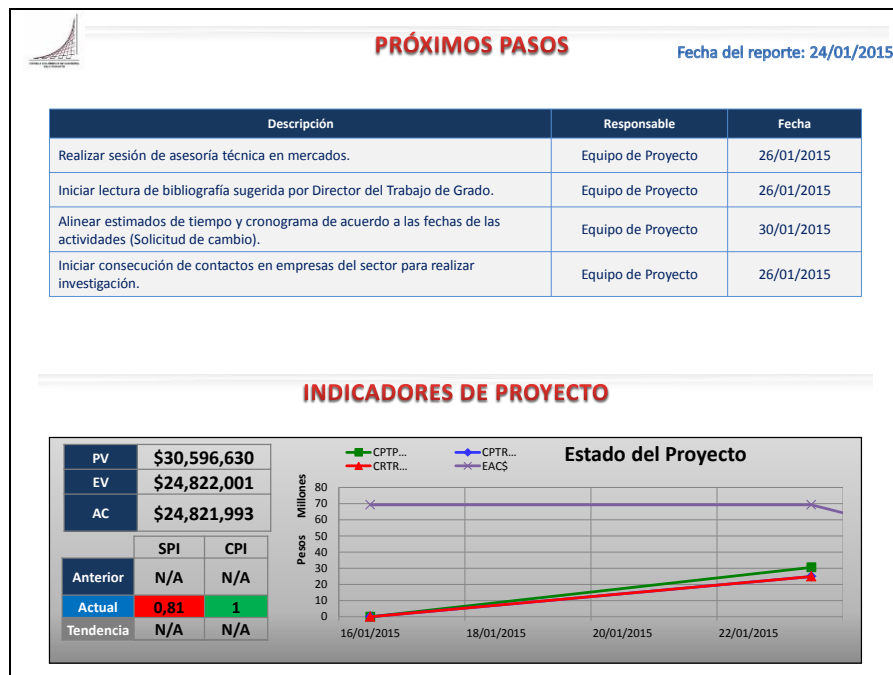 PRÓXIMOS PASOS
Fecha del reporte: 24/01/2015
Descripción Responsable Fecha
Realizar sesión de asesoría técnica en mercados. Equipo de Proyecto 26/01/2015
Iniciar lectura de bibliografía sugerida por Director del Trabajo de Grado. Equipo de Proyecto 26/01/2015
Alinear estimados de tiempo y cronograma de acuerdo a las fechas de las
actividades (Solicitud de cambio). Equipo de Proyecto 30/01/2015
Iniciar consecución de contactos en empresas del sector para realizar
investigación. Equipo de Proyecto 26/01/2015
INDICADORES DE PROYECTO
PV $30,596,630
EV $24,822,001
AC $24,821,993
SPI CPI
Anterior N/A N/A
Actual 0,81 1
Tendencia N/A N/A
Estado del Proyecto
CPTP... CPTR...
CRTR... EAC$
Pesos Millones
80
70
60
50
40
30
20
10
0
16/01/2015 18/01/2015 20/01/2015 22/01/2015